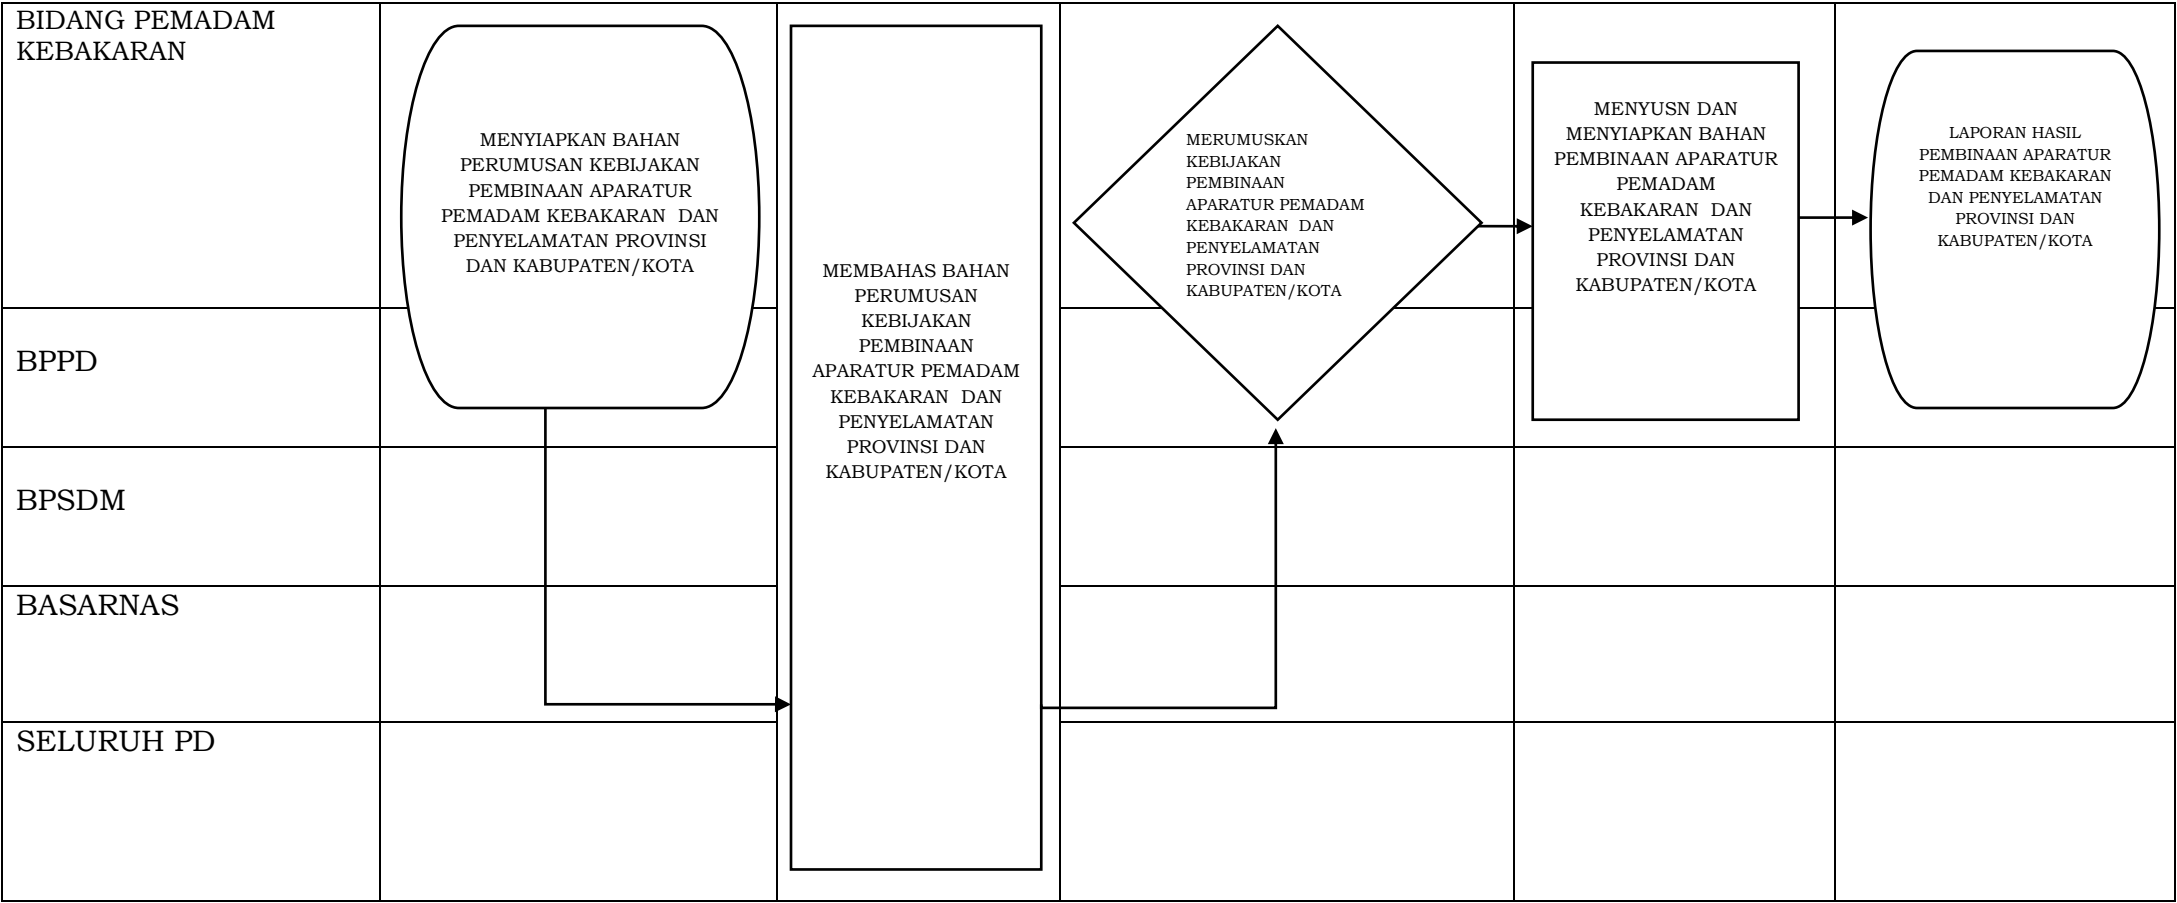 BIDANG PEMADAM
KEBAKARAN
MENYIAPKAN BAHAN
PERUMUSAN KEBIJAKAN
PEMBINAAN APARATUR
PEMADAM KEBAKARAN  DAN
PENYELAMATAN PROVINSI
DAN KABUPATEN/KOTA
MEMBAHAS BAHAN
PERUMUSAN
KEBIJAKAN
PEMBINAAN
APARATUR PEMADAM
KEBAKARAN  DAN
PENYELAMATAN
PROVINSI DAN
KABUPATEN/KOTA
MERUMUSKAN
KEBIJAKAN
PEMBINAAN
APARATUR PEMADAM
KEBAKARAN  DAN
PENYELAMATAN
PROVINSI DAN
KABUPATEN/KOTA
MENYUSN DAN
MENYIAPKAN BAHAN
PEMBINAAN APARATUR
PEMADAM
KEBAKARAN  DAN
PENYELAMATAN
PROVINSI DAN
KABUPATEN/KOTA
LAPORAN HASIL
PEMBINAAN APARATUR
PEMADAM KEBAKARAN
DAN PENYELAMATAN
PROVINSI DAN
KABUPATEN/KOTA
BPPD
BPSDM
BASARNAS
SELURUH PD